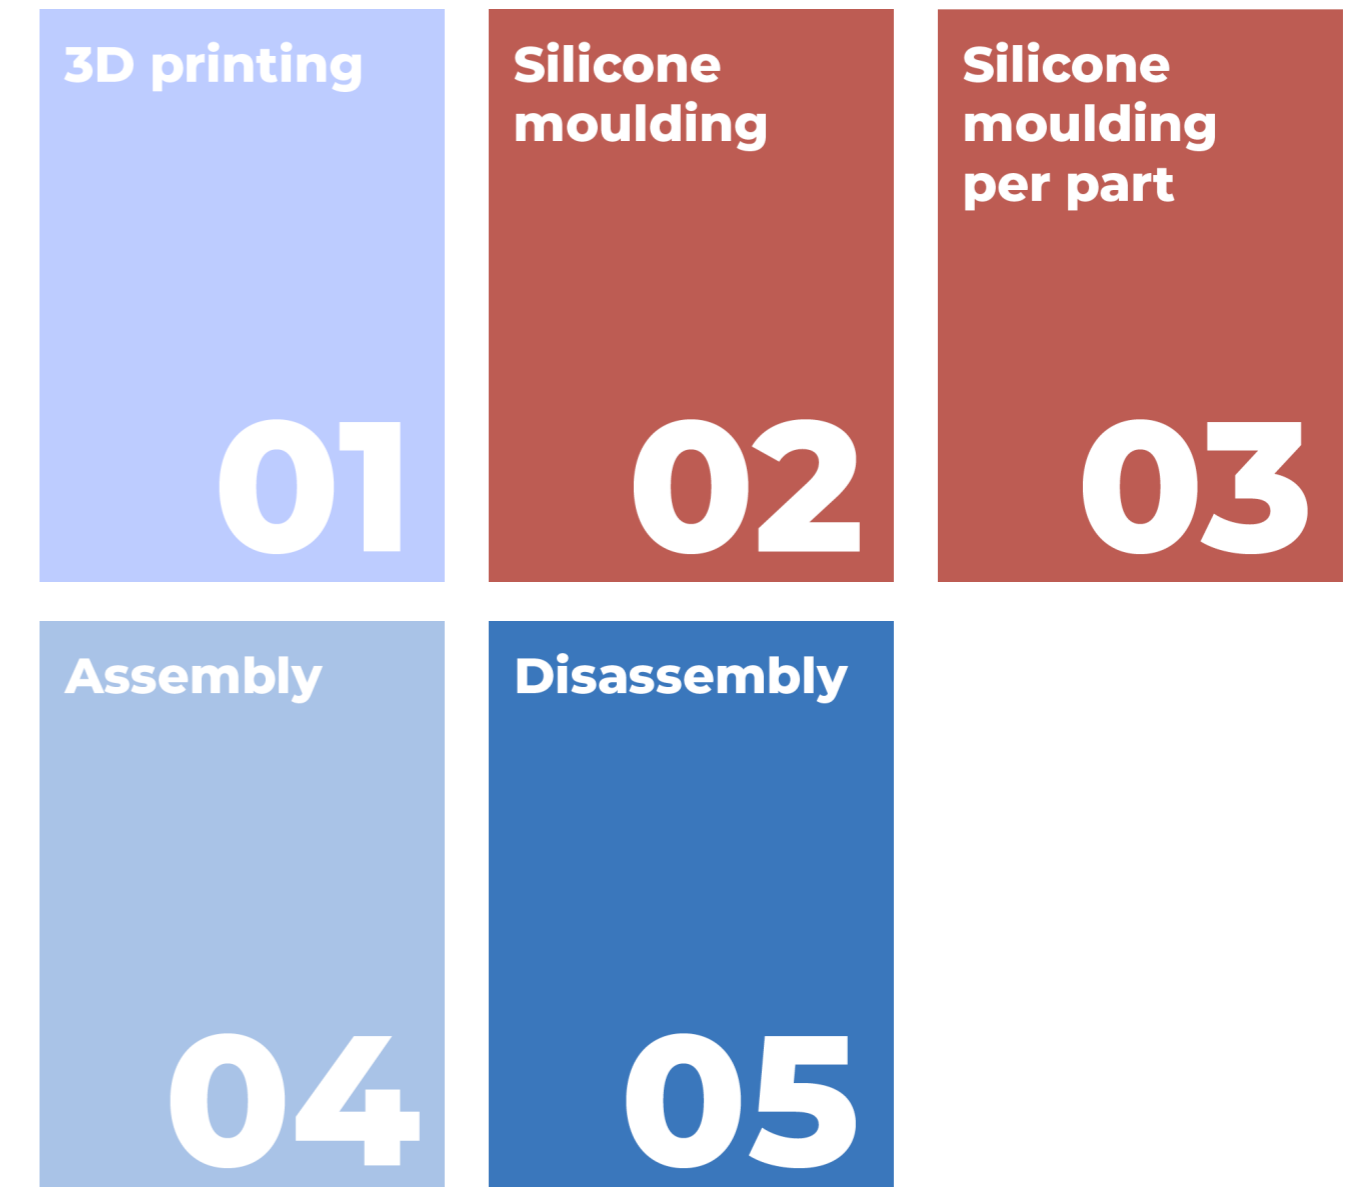 3D printing
01
Silicone
moulding
02
Silicone
moulding
per part
03
Assembly
04
Disassembly
05